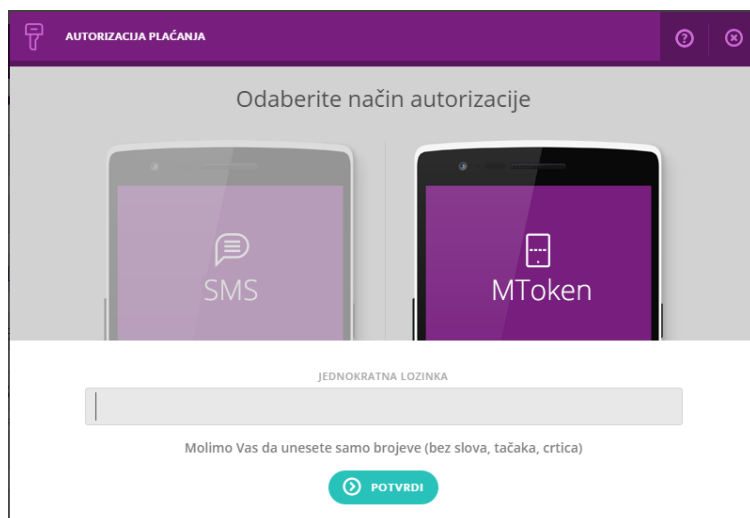 AUTORIZACIJA PLAĆANJA
Odaberite način autorizacije
SMS
MToken
JEDNOKRATNA LOZINKA
Molimo Vas da unesete samo brojeve (bez slova, tačaka, crtica)
POTVRDI